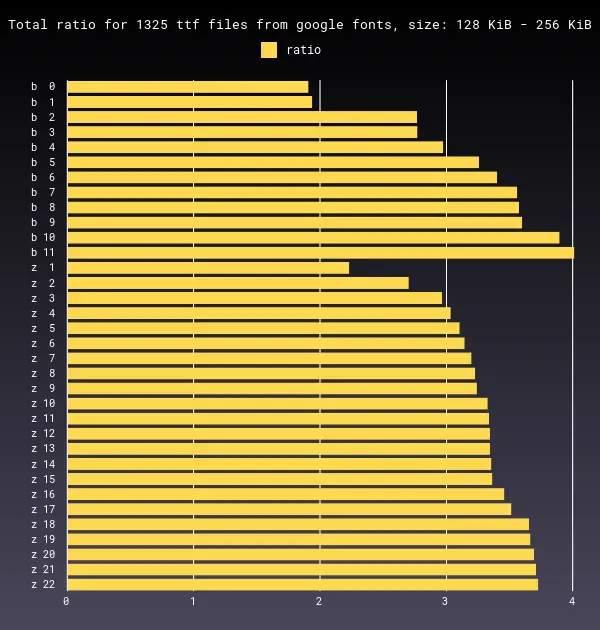 Total ratio for 1325 ttf files from google fonts, size: 128 KiB - 256 KiB
ratio
b 0
b 1
b 2
b 3
b 4
b 5
b 6
b 7
b 8
b 9
b 10
b 11
z 1
z 2
z 3
z 4
z 5
z 6
z 7
z 8
z 9
z 10
z 11
z 12
z 13
z 14
z 15
z 16
z 17
z 18
z 19
z 20
z 21
z 22
0 1 2 3 4